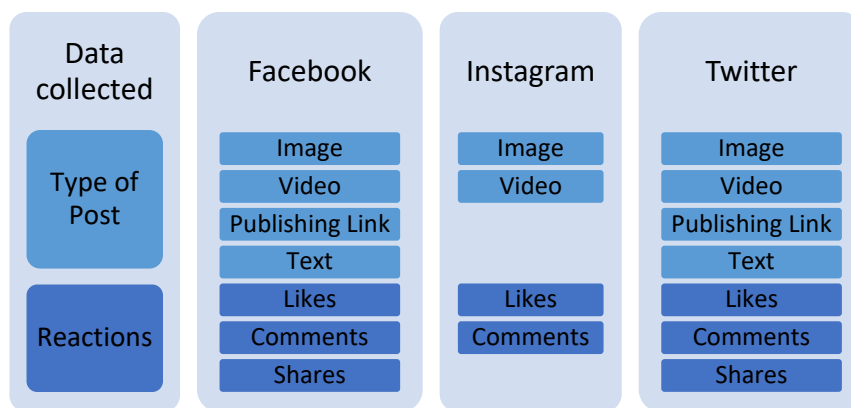 Data
collected
Type of
Post
Reactions
Facebook
Image
Video
Publishing Link
Text
Likes
Comments
Shares
Instagram
Image
Video
Likes
Comments
Twitter
Image
Video
Publishing Link
Text
Likes
Comments
Shares